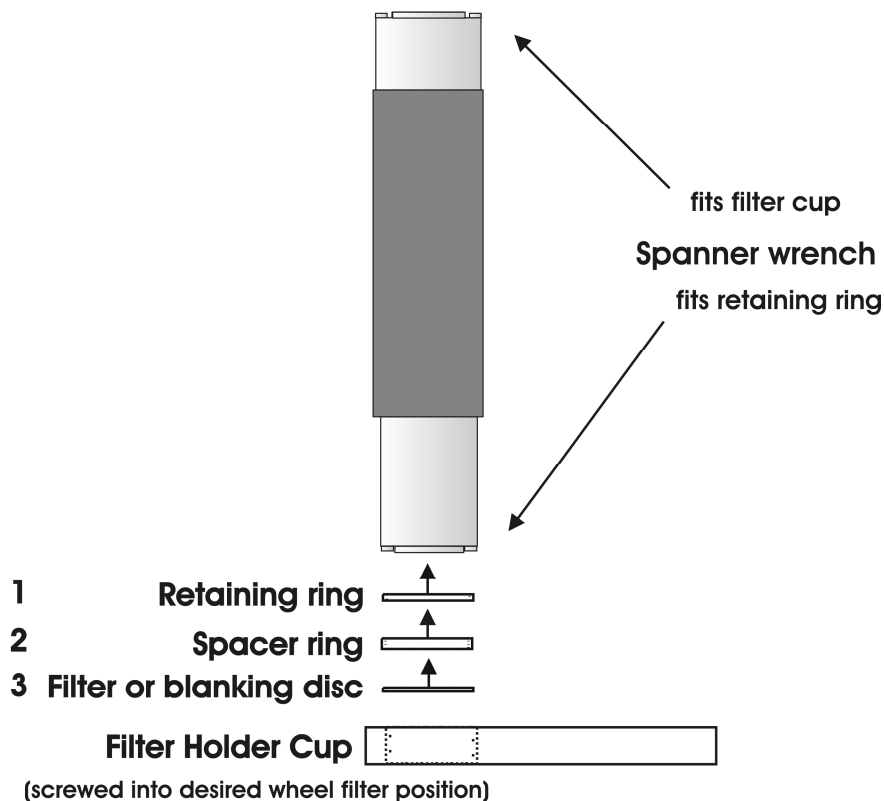 fits filter cup
Spanner wrench
fits retaining ring
1 Retaining ring
2 Spacer ring
3 Filter or blanking disc
Filter Holder Cup
(screwed into desired wheel filter position)